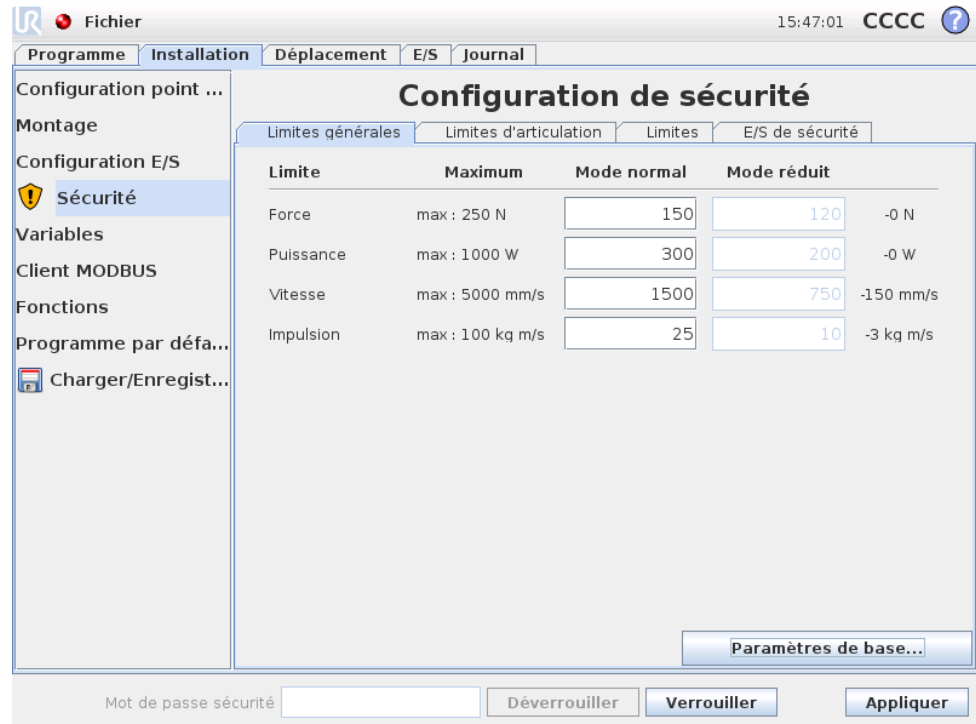 UR Fichier 15:47:01 CCCC ?
Programme Installation Déplacement E/S Journal
Configuration point ...
Montage
Configuration E/S
Sécurité
Variables
Client MODBUS
Fonctions
Programme par défa...
Charger/Enregist...
Configuration de sécurité
Limites générales Limites d'articulation Limites E/S de sécurité
Limite Maximum Mode normal Mode réduit
Force max : 250 N 150 120 -0 N
Puissance max : 1000 W 300 200 -0 W
Vitesse max : 5000 mm/s 1500 750 -150 mm/s
Impulsion max : 100 kg m/s 25 10 -3 kg m/s
Paramètres de base...
Mot de passe sécurité Déverrouiller Verrouiller Appliquer